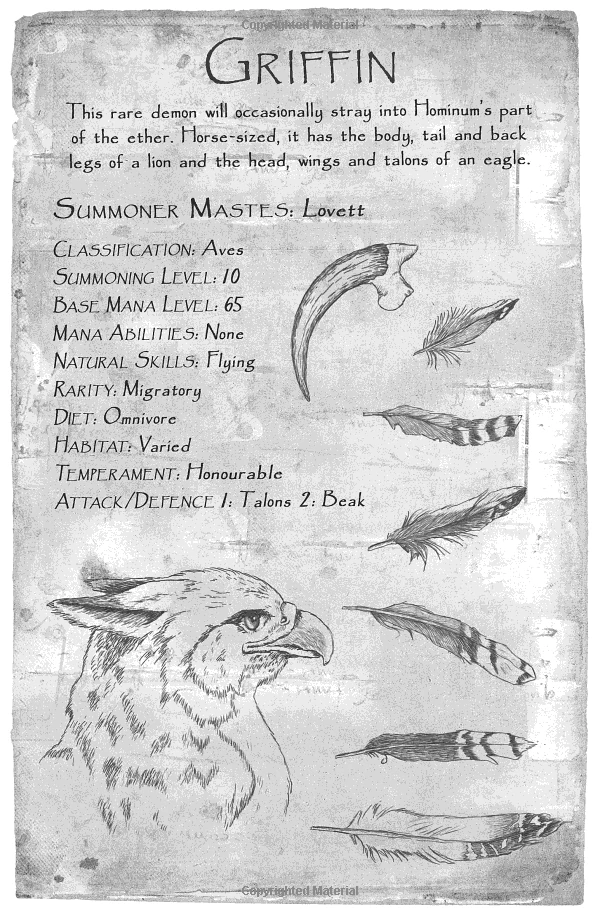 Copyrighted Material
GRIFFIN
This rare demon will occasionally stray into Hominum's part
of the ether. Horse-sized, it has the body, tail and back
legs of a lion and the head, wings and talons of an eagle.
SUMMONER MASTES: Lovett
CLASSIFICATION: Aves
SUMMONING LEVEL: 10
BASE MANA LEVEL: 65
MANA ABILITIES: None
NATURAL SKILLS: Flying
RARITY: Migratory
DIET: Omnivore
HABITAT: Varied
TEMPERAMENT: Honourable
ATTACK/DEFENCE 1: Talons 2: Beak
Copyrighted Material